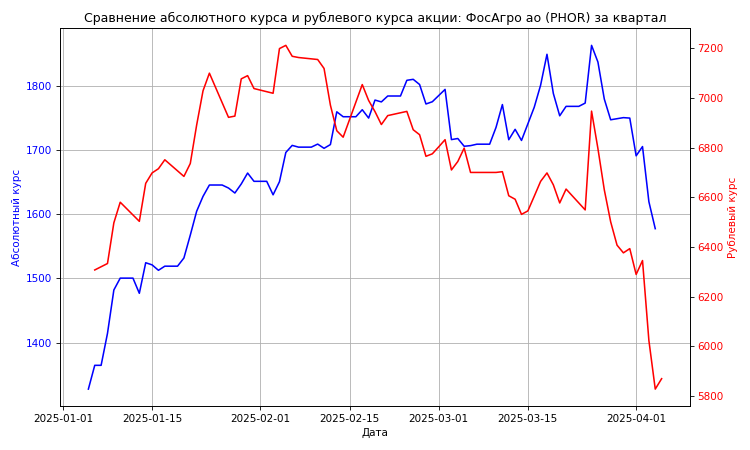 Сравнение абсолютного курса и рублевого курса акции: ФосАгро ао (PHOR) за квартал
Абсолютный курс
1800
1700
1600
1500
1400
7200
7000
6800
6600
6400
6200
6000
5800
Рублевый курс
2025-01-01 2025-01-15 2025-02-01 2025-02-15 2025-03-01 2025-03-15 2025-04-01
Дата